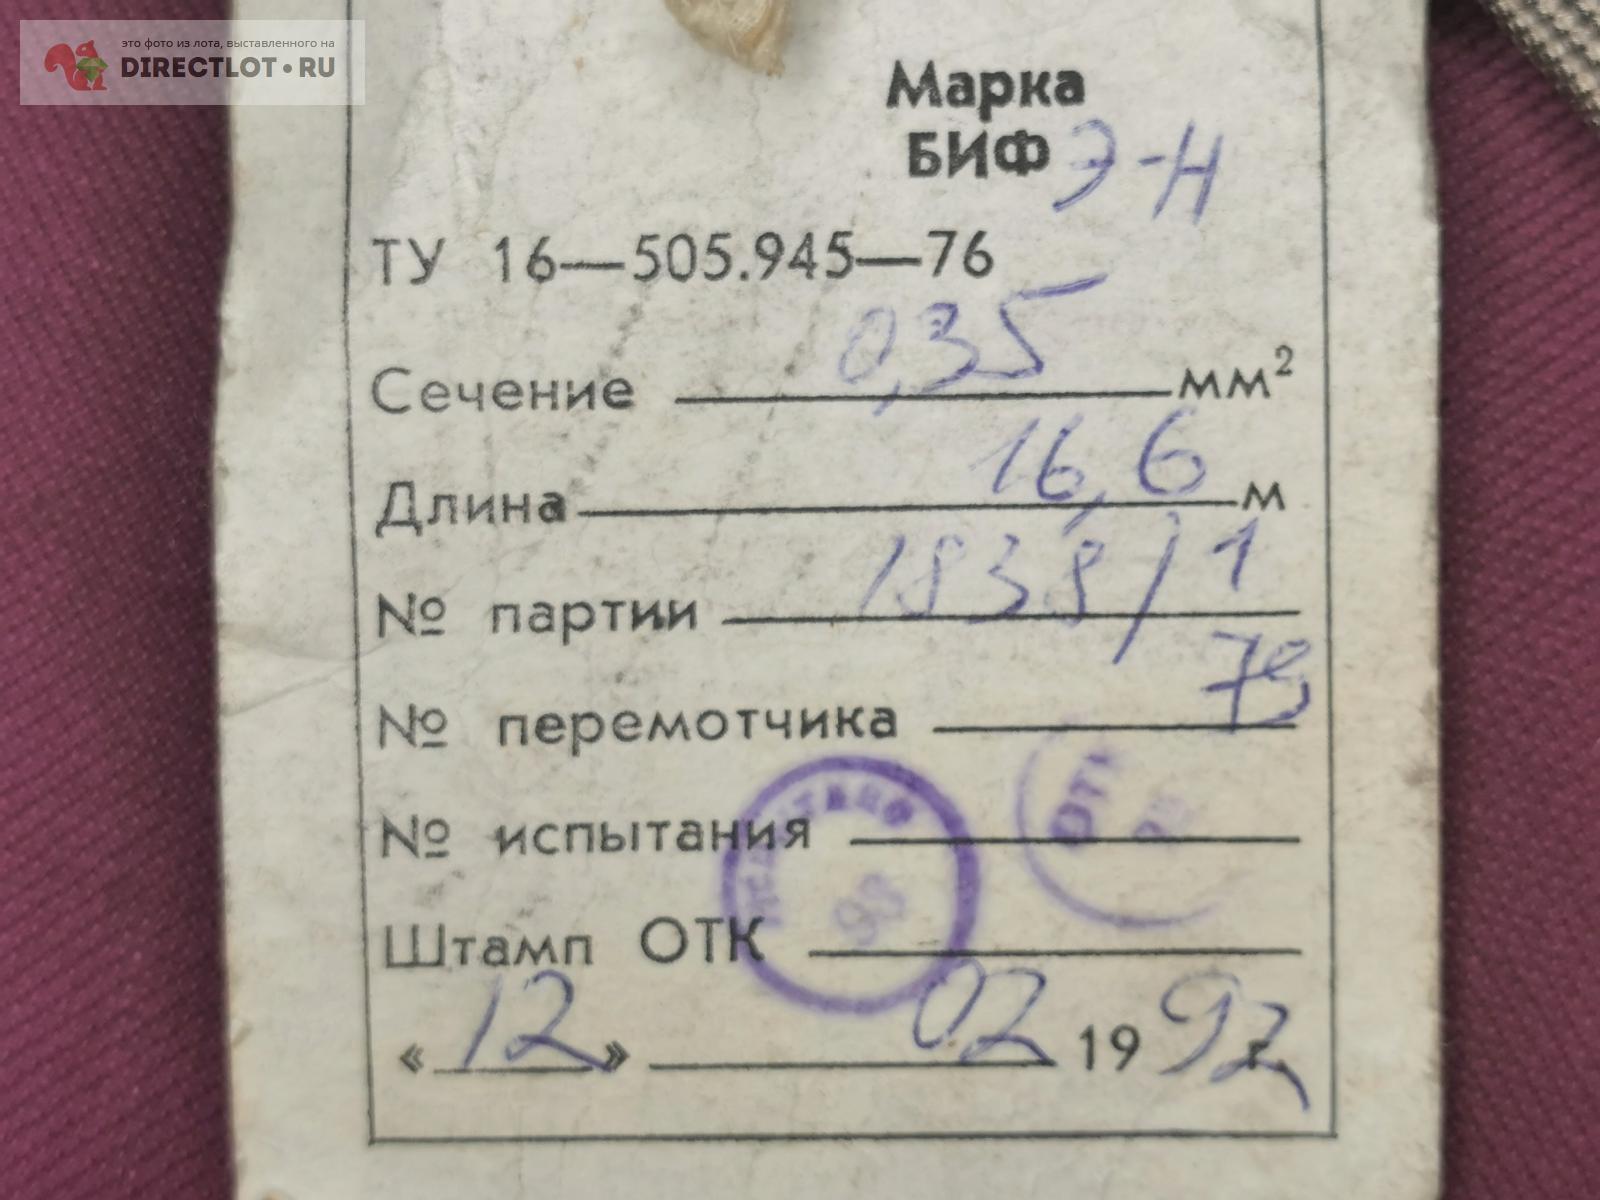 это фото из лота, выставленного на
DIRECTLOT•RU
Марка
БИФЭ-Н
ТУ 16—505.945—76
Сечение 0,35 мм²
Длина 16,6 м
№ партии 1838/1
№ перемотчика 79
№ испытания
Штамп ОТК
«12» 02 1992